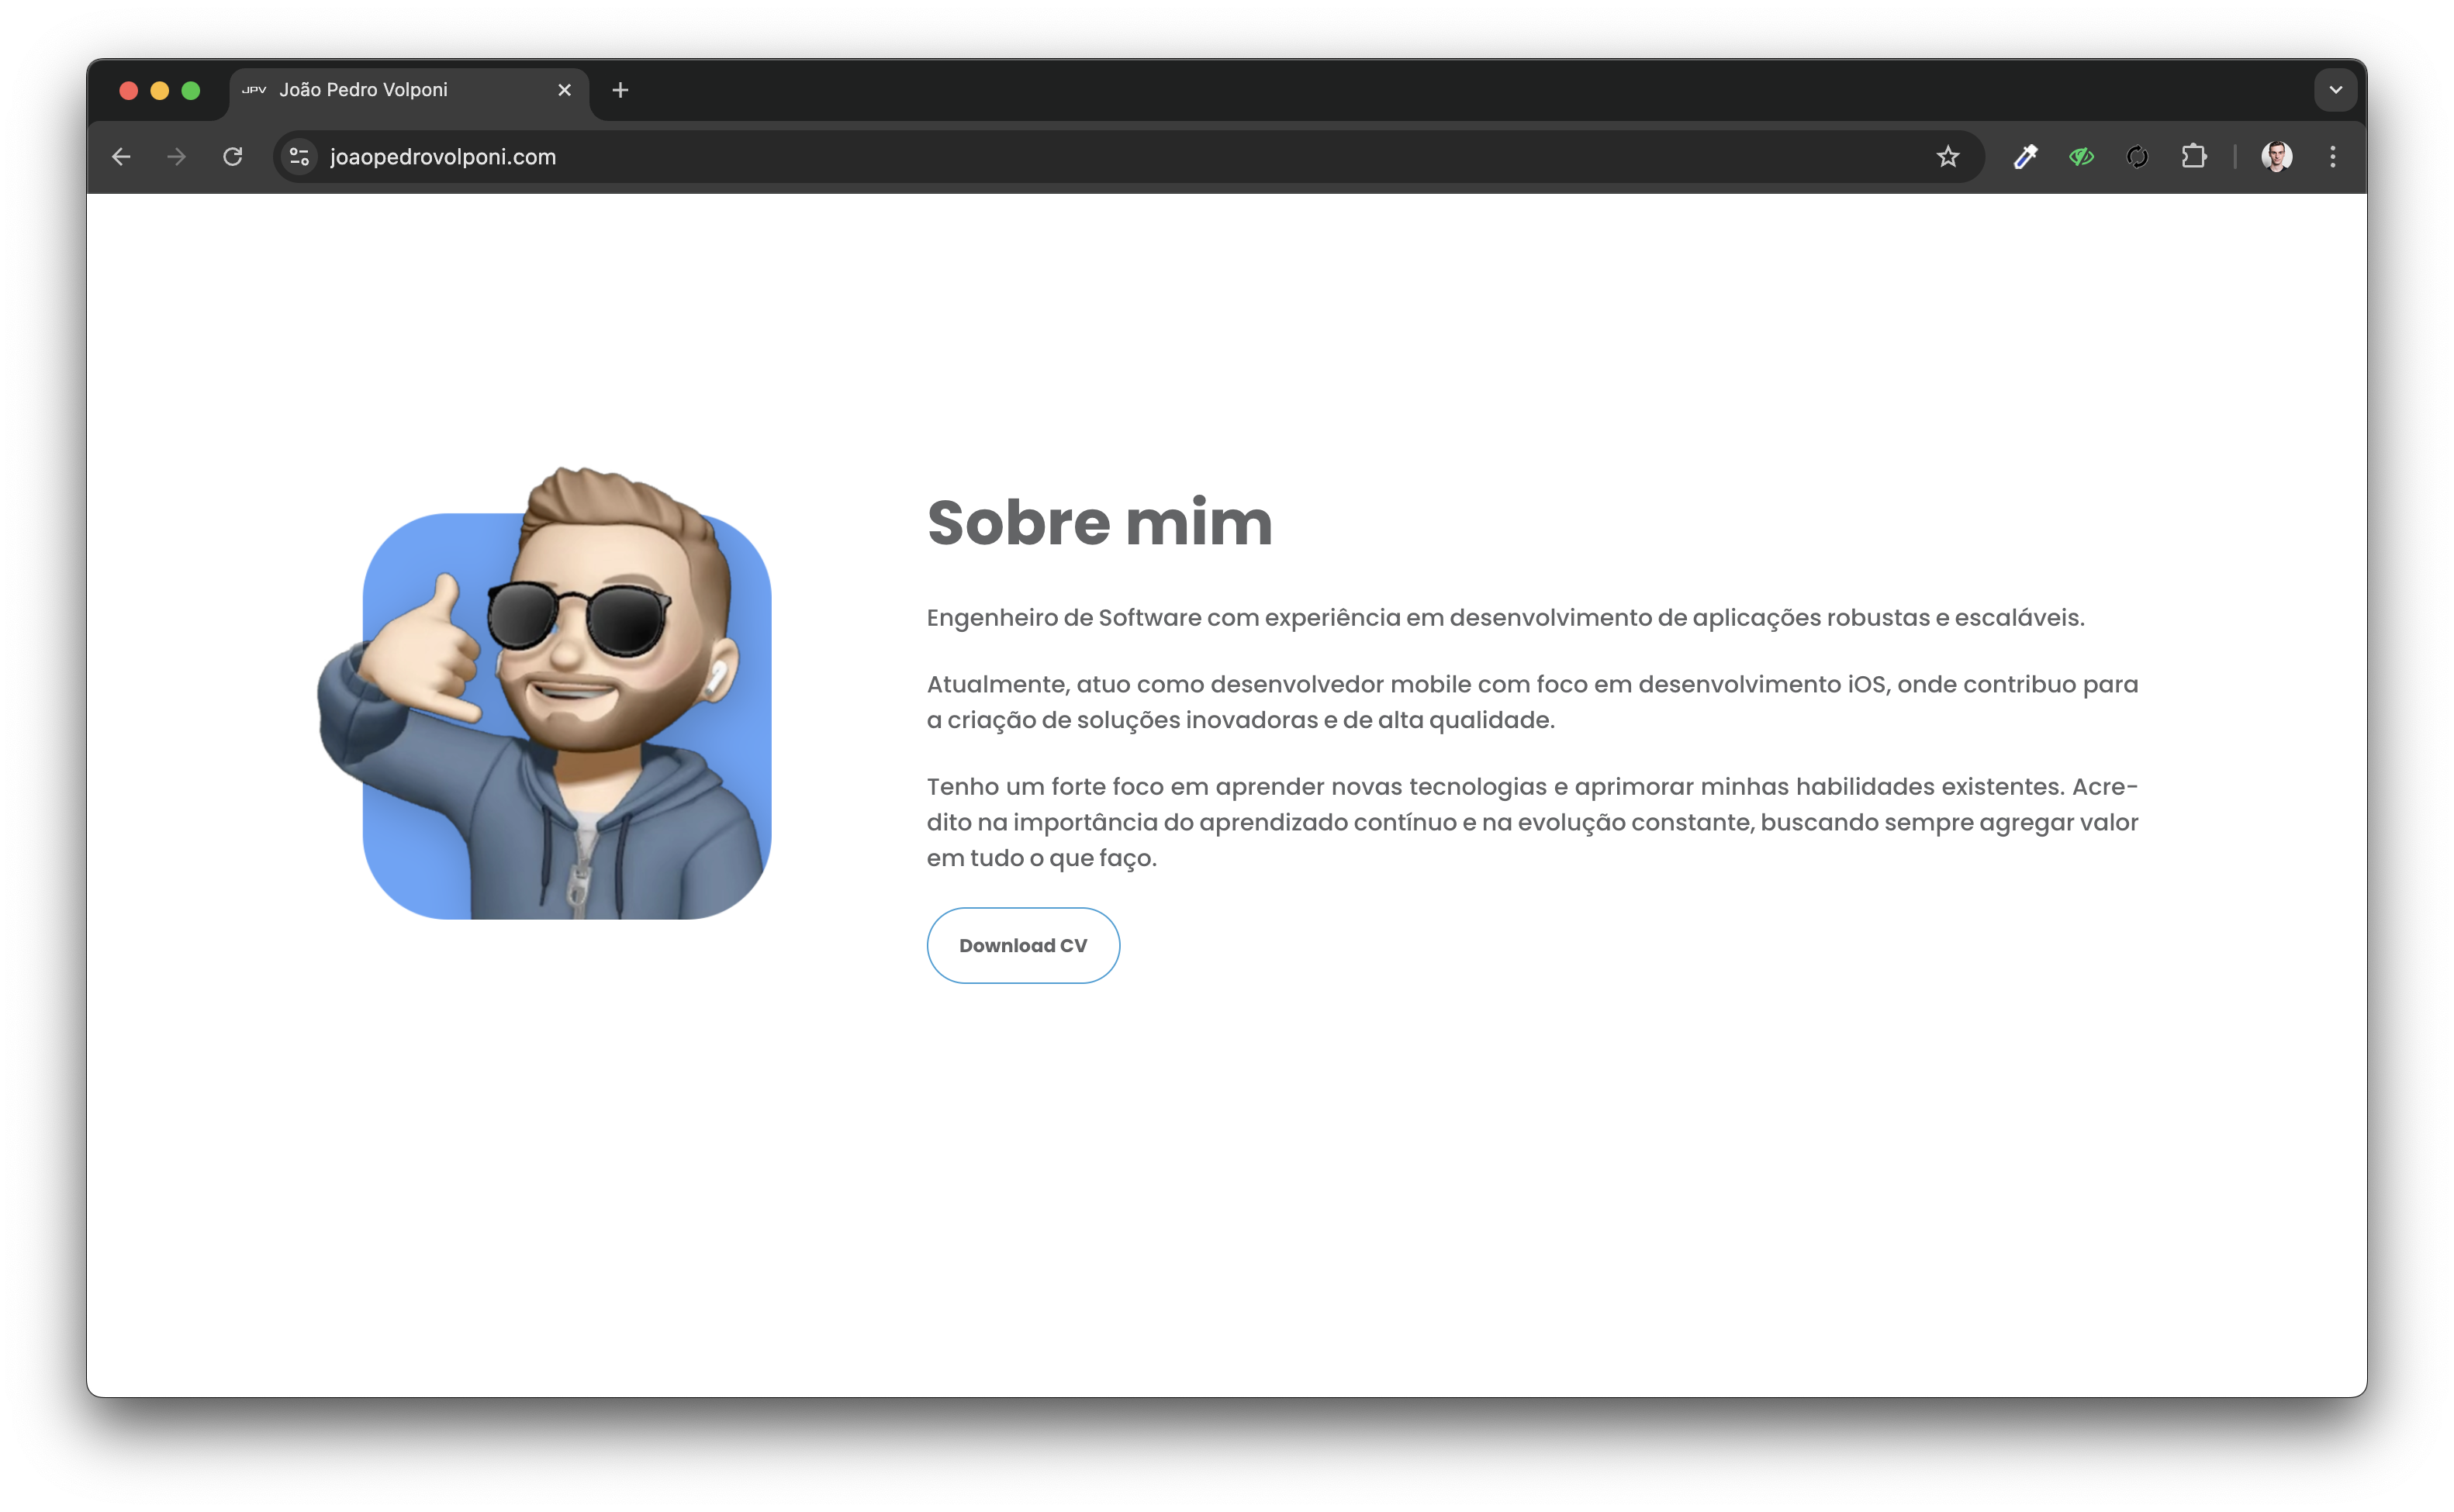 JPV João Pedro Volponi
joaopedrovolponi.com
Sobre mim
Engenheiro de Software com experiência em desenvolvimento de aplicações robustas e escaláveis.
Atualmente, atuo como desenvolvedor mobile com foco em desenvolvimento iOS, onde contribuo para
a criação de soluções inovadoras e de alta qualidade.
Tenho um forte foco em aprender novas tecnologias e aprimorar minhas habilidades existentes. Acre-
dito na importância do aprendizado contínuo e na evolução constante, buscando sempre agregar valor
em tudo o que faço.
Download CV